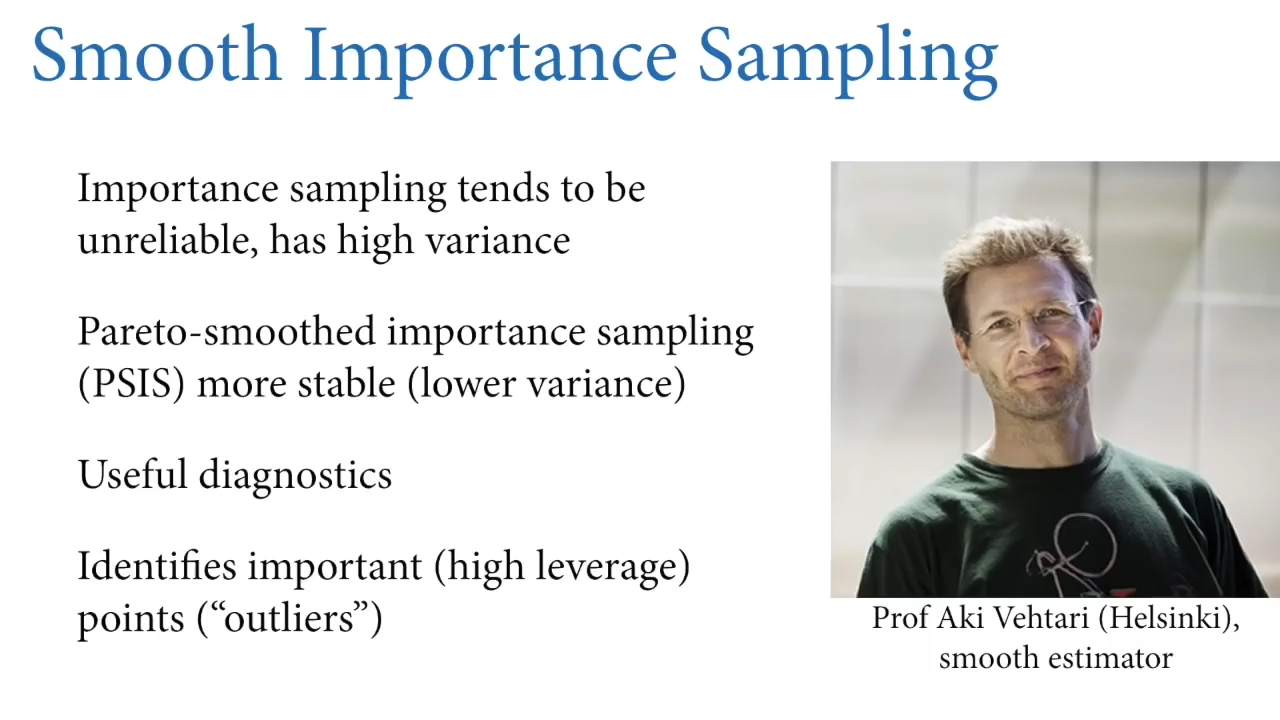 Smooth Importance Sampling
Importance sampling tends to be
unreliable, has high variance
Pareto-smoothed importance sampling
(PSIS) more stable (lower variance)
Useful diagnostics
Identifies important (high leverage)
points (“outliers”)
Prof Aki Vehtari (Helsinki),
smooth estimator